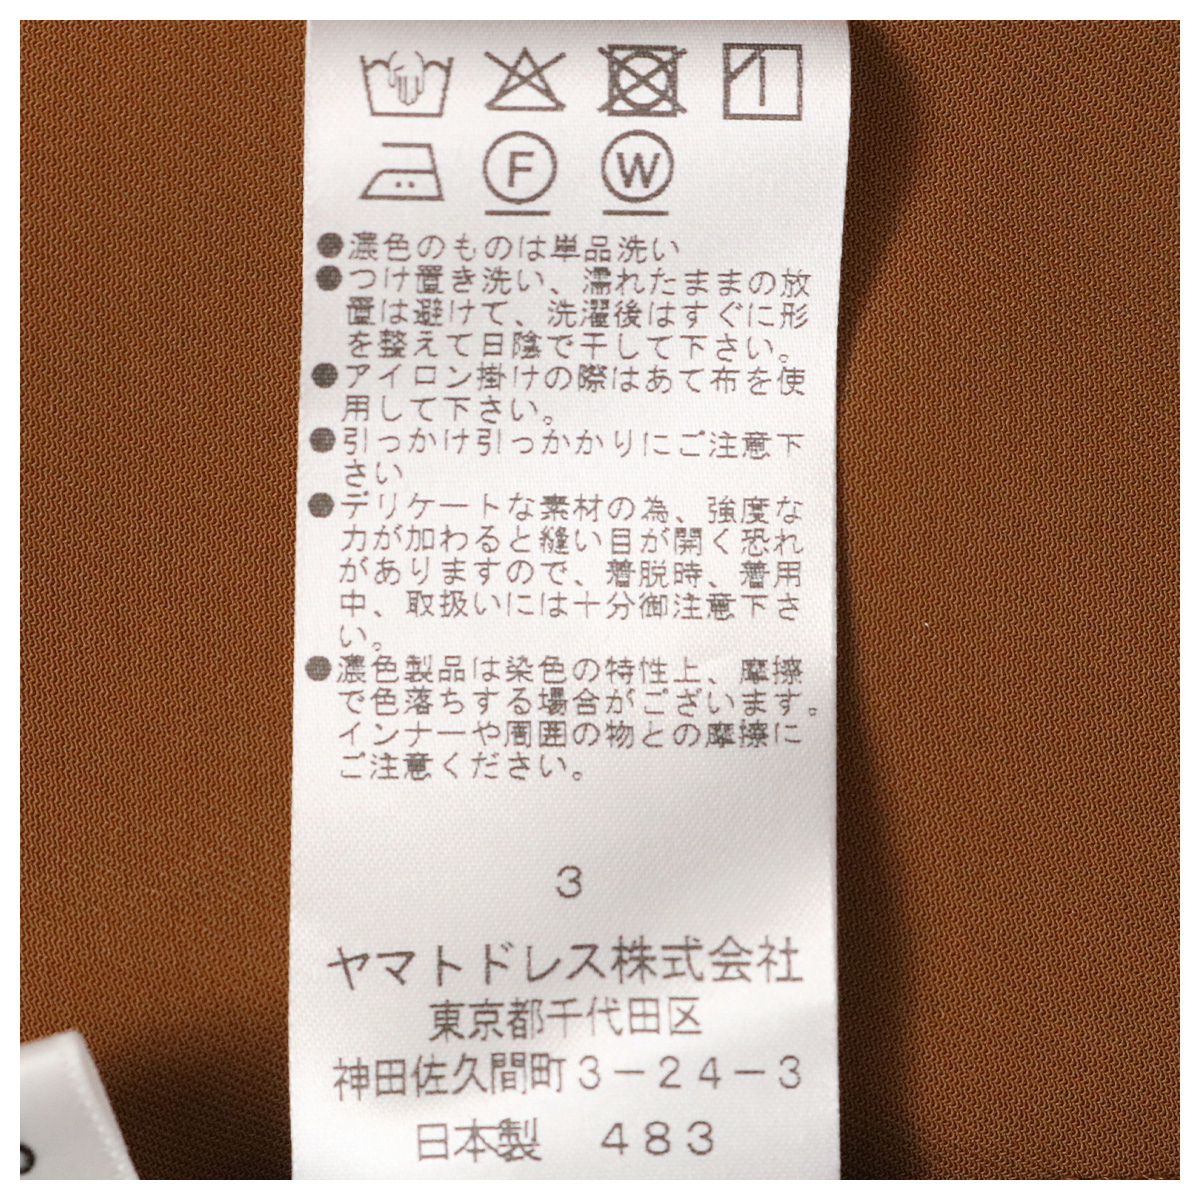 F W
●濃色のものは単品洗い
●つけ置き洗い、濡れたままの放
置は避けて、洗濯後はすぐに形
を整えて日陰で干して下さい。
●アイロン掛けの際はあて布を使
用して下さい。
●引っかけ引っかかりにご注意下
さい
●デリケートな素材の為、強度な
力が加わると縫い目が開く恐れ
がありますので、着脱時、着用
中、取扱いには十分御注意下さ
い。
●濃色製品は染色の特性上、摩擦
で色落ちする場合がございます。
インナーや周囲の物との摩擦に
ご注意ください。
3
ヤマトドレス株式会社
東京都千代田区
神田佐久間町3-24-3
日本製 483